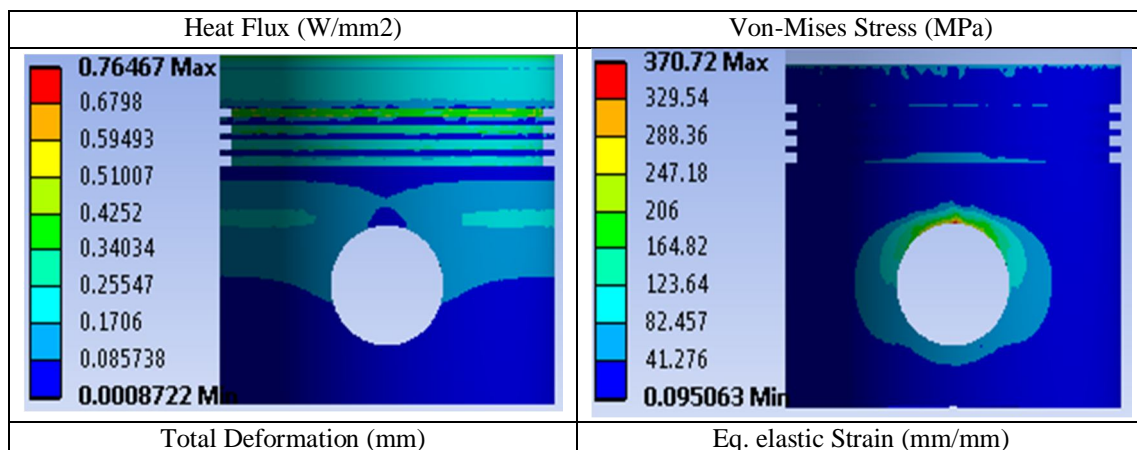 Heat Flux (W/mm2)
Von-Mises Stress (MPa)
0.76467 Max
0.6798
0.59493
0.51007
0.4252
0.34034
0.25547
0.1706
0.085738
0.0008722 Min
370.72 Max
329.54
288.36
247.18
206
164.82
123.64
82.457
41.276
0.095063 Min
Total Deformation (mm)
Eq. elastic Strain (mm/mm)